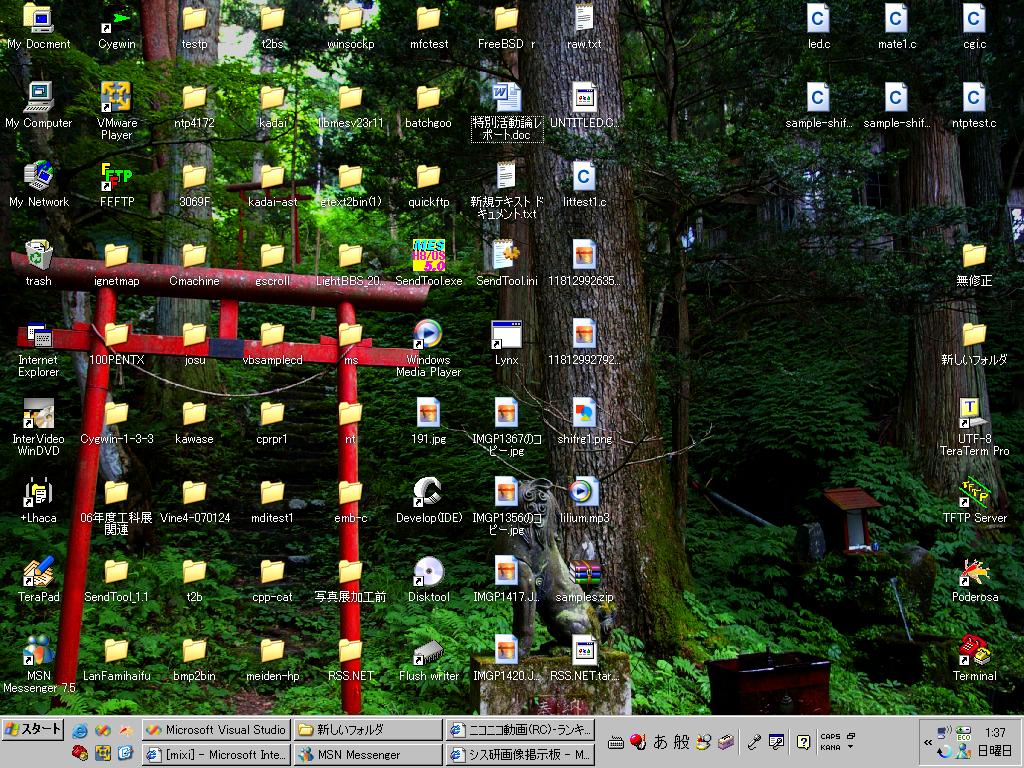 My Docment
Cygwin
testp
t2bs
winsockp
mfctest
FreeBSD r
raw.txt
led.c
mate1.c
cgi.c
My Computer
VMware
Player
ntp4172
kadai
libmesv23r11
batchgoo
特別活動論レ
ポート.doc
UNTITLED.C...
sample-shif...
sample-shif...
ntptest.c
My Network
FFFTP
3069F
kadai-ast
gtext2bin(1)
quickftp
新規テキスト ド
キュメント.txt
littest1.c
trash
ignetmap
Cmachine
gscroll
LightBBS_20...
MES
H8/OS
5.0
SendTool.exe
SendTool.ini
11812992635...
無修正
Internet
Explorer
100PENTX
josu
vbsamplecd
ms
Windows
Media Player
Lynx
11812992792...
新しいフォルダ
InterVideo
WinDVD
Cygwin-1-3-3
kawase
cprpr1
nt
191.jpg
IMGP1367のコ
ピー.jpg
shifrg1.png
UTF-8
TeraTerm Pro
+Lhaca
06年度工科展
関連
Vine4-070124
mditest1
emb-c
Develop(IDE)
IMGP1356のコ
ピー.jpg
lilium.mp3
TFTP Server
TeraPad
SendTool_1.1
t2b
cpp-cat
写真展加工前
Disktool
IMGP1417.J...
samples.zip
Poderosa
MSN
Messenger 7.5
LanFamihaifu
bmp2bin
meiden-hp
RSS.NET
Flush writer
IMGP1420.J...
RSS.NET.tar...
Terminal
スタート
Microsoft Visual Studio
新しいフォルダ
ニコニコ動画(RC)‐ランキ...
[mixi] - Microsoft Inte...
MSN Messenger
シス研画像掲示板 - M...
あ 般
CAPS
KANA
ECO
1:37
日曜日